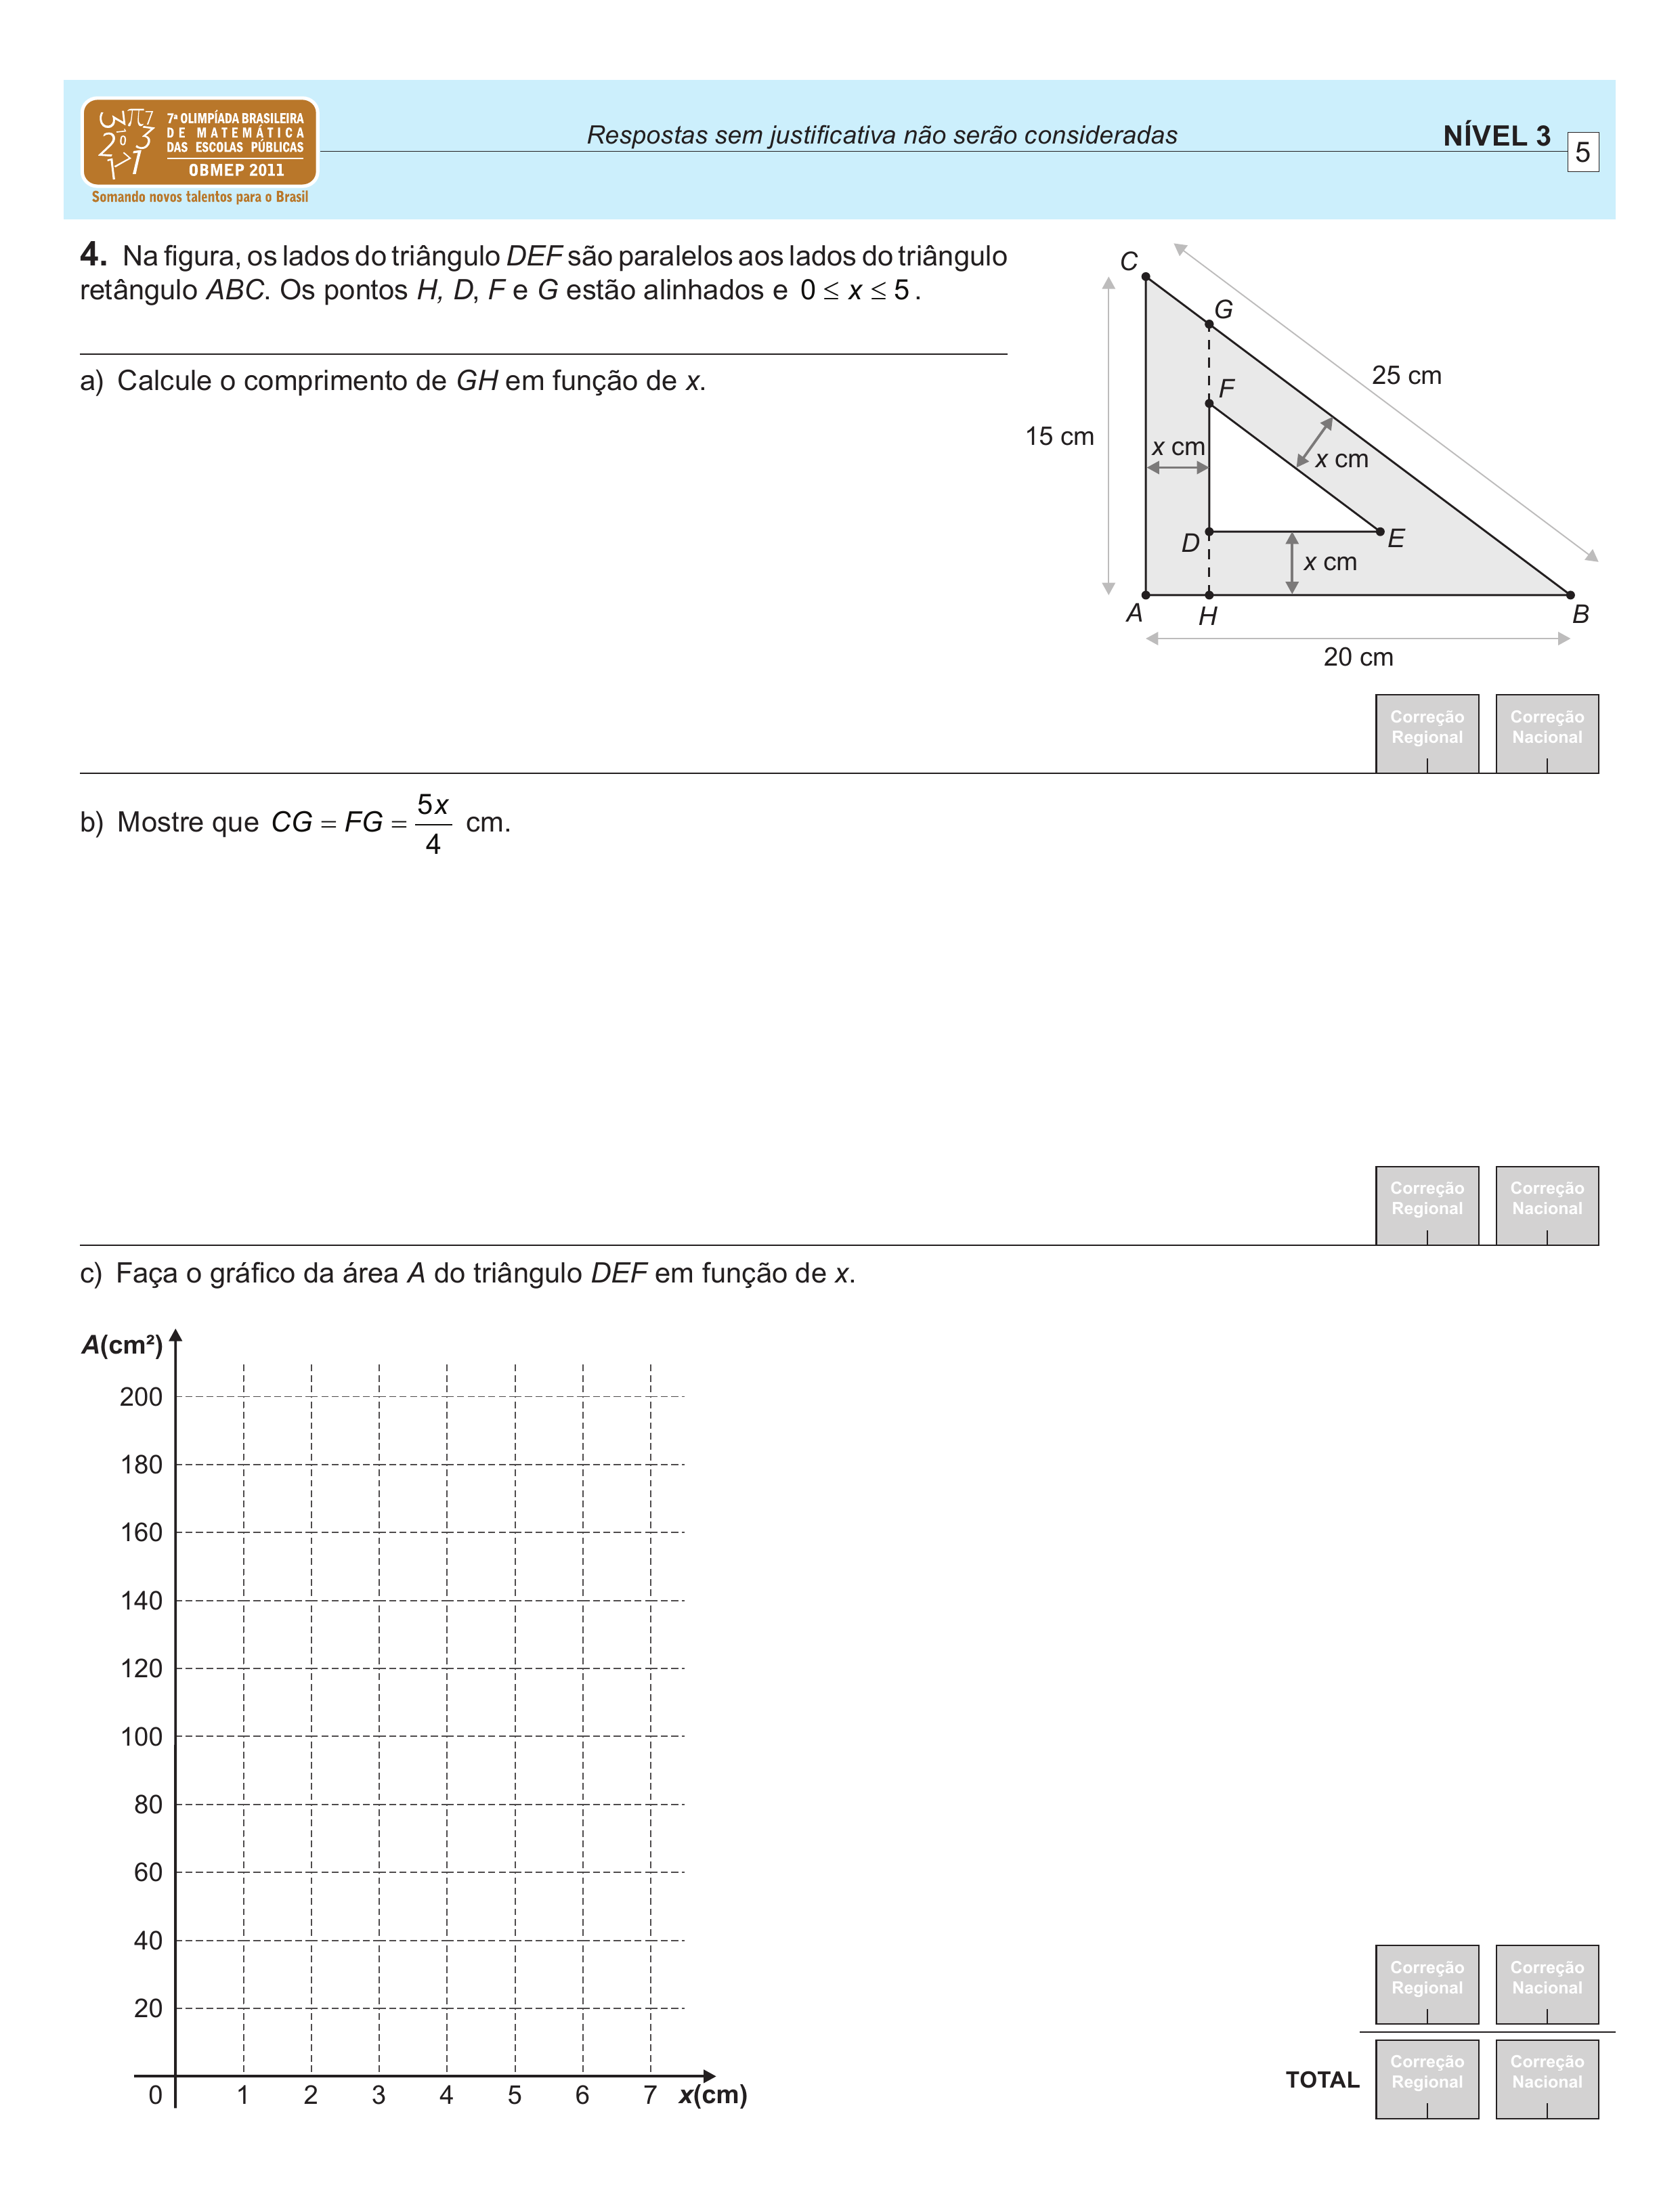 7ª OLIMPÍADA BRASILEIRA
DE MATEMÁTICA
DAS ESCOLAS PÚBLICAS
OBMEP 2011
Somando novos talentos para o Brasil
Respostas sem justificativa não serão consideradas
NÍVEL 3
5
4. Na figura, os lados do triângulo DEF são paralelos aos lados do triângulo
retângulo ABC. Os pontos H, D, F e G estão alinhados e 0 ≤ x ≤ 5.
C
G
F
25 cm
15 cm
x cm
x cm
D
E
x cm
A
H
B
20 cm
a) Calcule o comprimento de GH em função de x.
Correção Regional
Correção Nacional
b) Mostre que CG = FG = 5x/4 cm.
Correção Regional
Correção Nacional
c) Faça o gráfico da área A do triângulo DEF em função de x.
A(cm²)
200
180
160
140
120
100
80
60
40
20
0 1 2 3 4 5 6 7 x(cm)
Correção Regional
Correção Nacional
TOTAL
Correção Regional
Correção Nacional